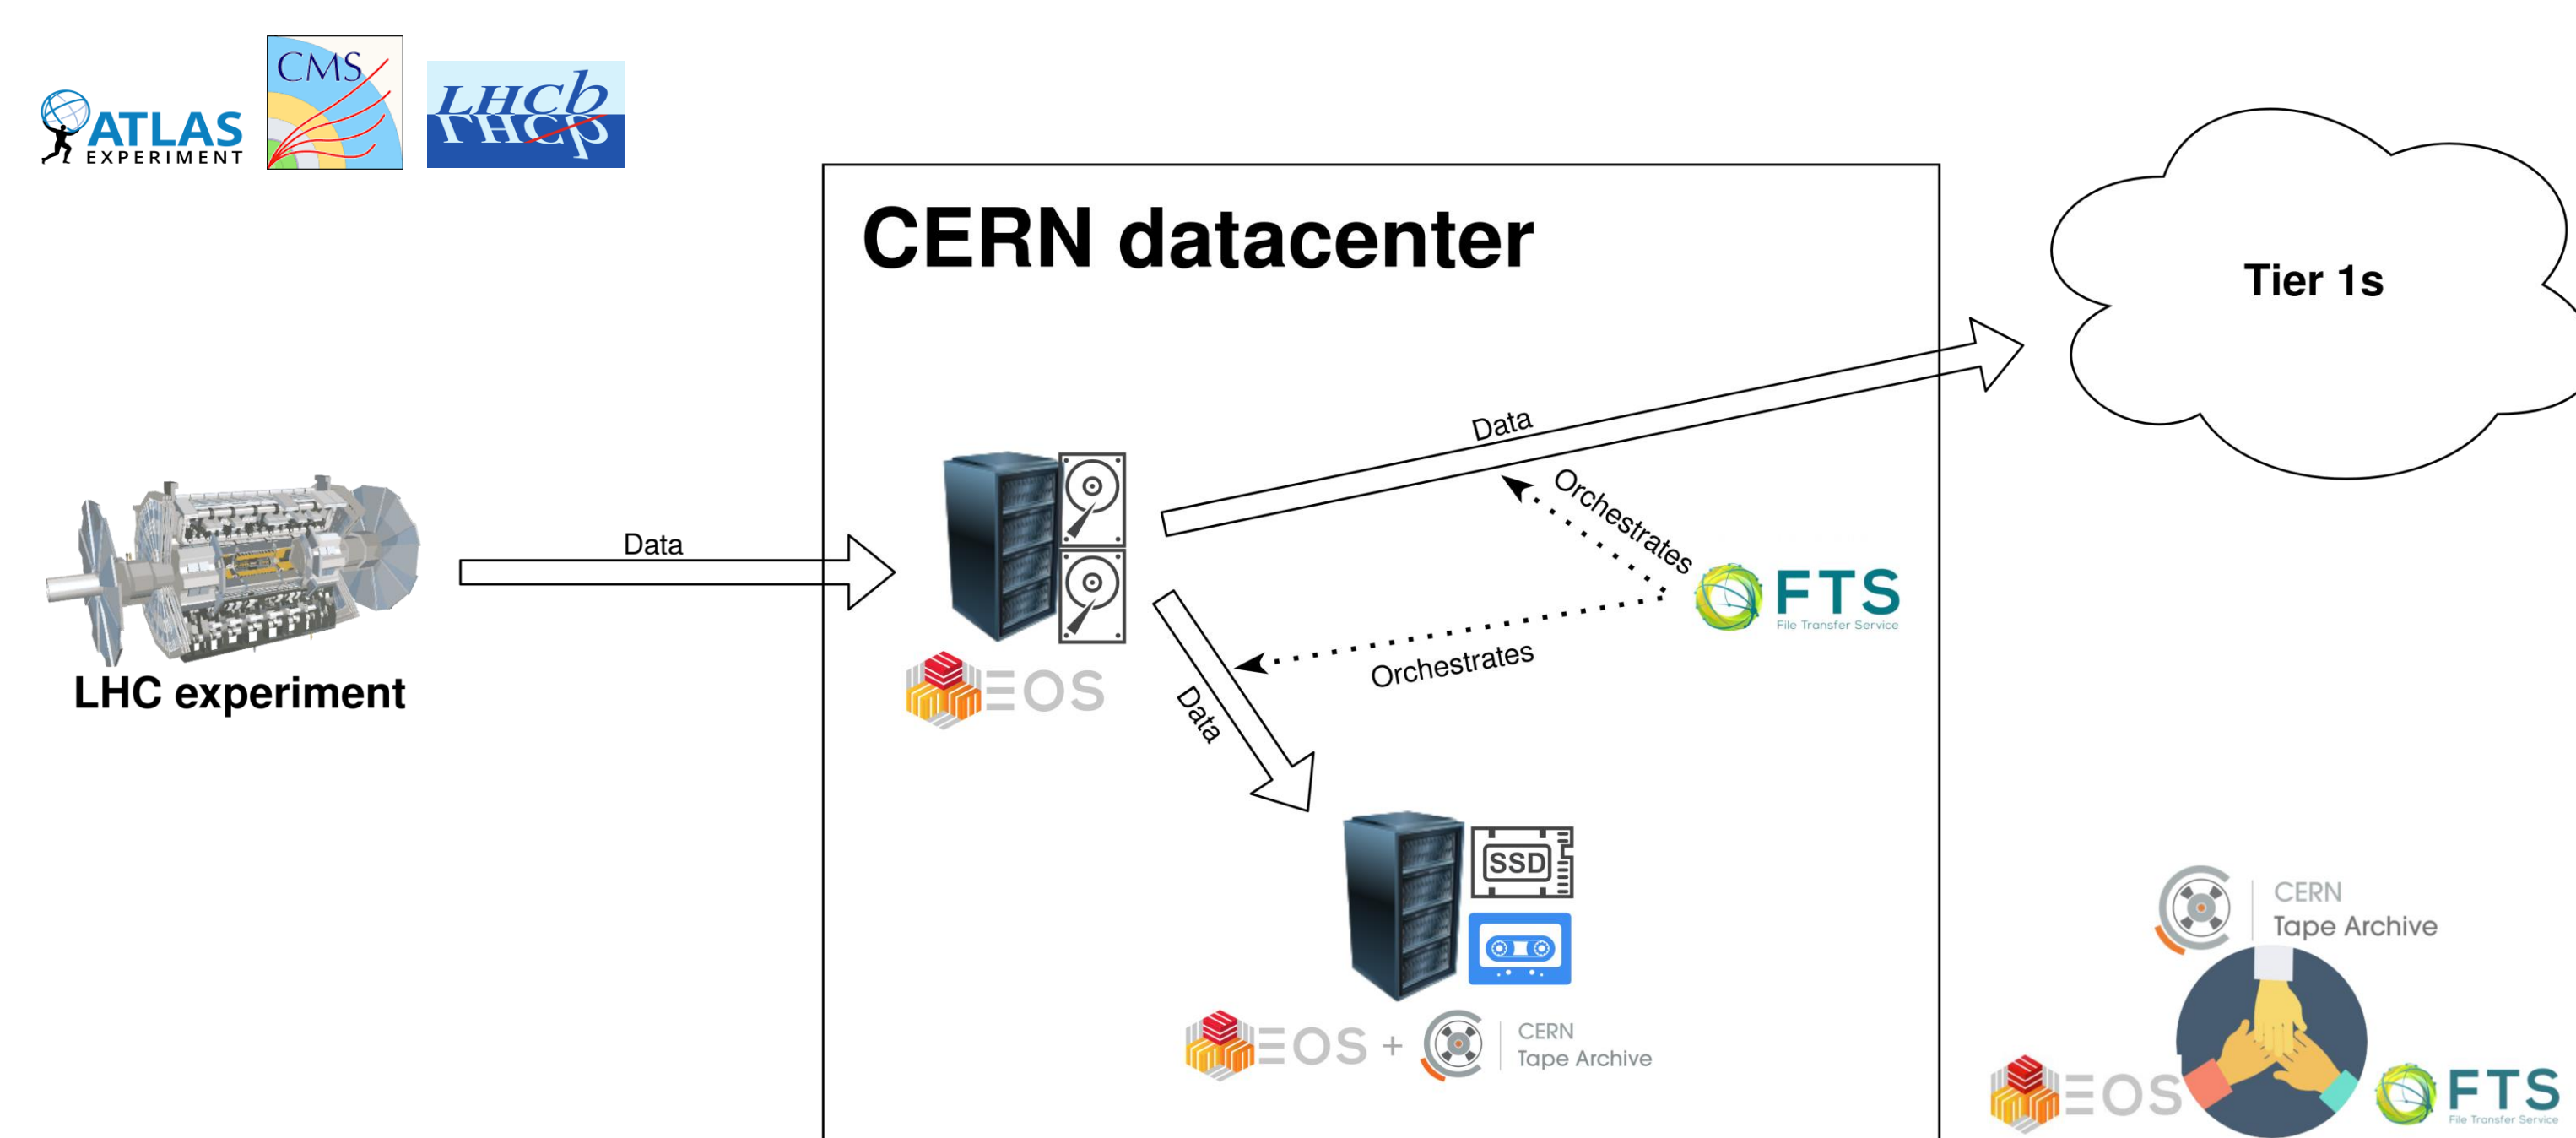 ATLAS
EXPERIMENT
CMS
LHCb
LHCb
CERN datacenter
Tier 1s
Data
Data
Orchestrates
FTS
File Transfer Service
Orchestrates
LHC experiment
EOS
Data
SSD
EOS +
CERN
Tape Archive
CERN
Tape Archive
EOS
FTS
File Transfer Service